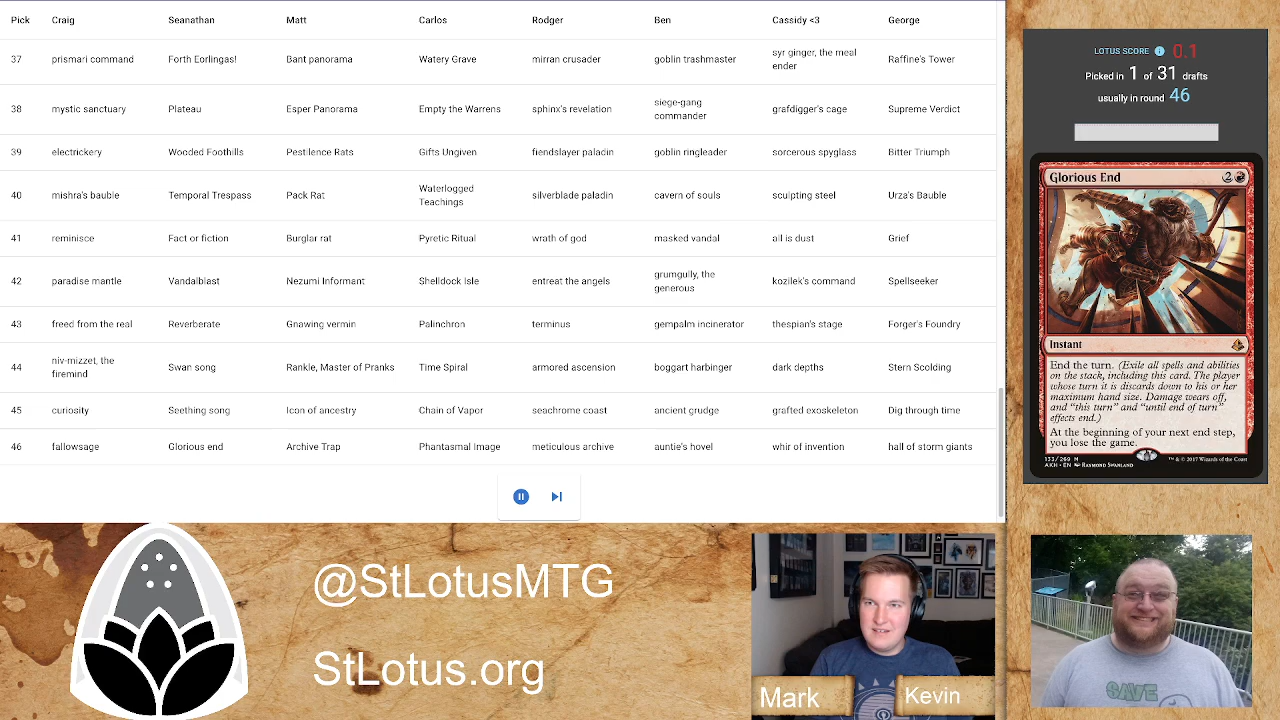 Pick Craig Seanathan Matt Carlos Rodger Ben Cassidy <3 George
37 prismari command Forth Eorlingas! Bant panorama Watery Grave mirran crusader goblin trashmaster syr ginger, the meal ender Raffine's Tower
38 mystic sanctuary Plateau Esper Panorama Empty the Warrens sphinx's revelation siege-gang commander grafdigger's cage Supreme Verdict
39 electrickery Wooded Foothills Pestilence Rats Gifts Ungiven fiendslayer paladin goblin ringleader sorcerous spyglass Bitter Triumph
40 mishra's bauble Temporal Trespass Pack Rat Waterlogged Teachings silverblade paladin cavern of souls sculpting steel Urza's Bauble
41 reminisce Fact or fiction Burglar rat Pyretic Ritual wrath of god masked vandal all is dust Grief
42 paradise mantle Vandalblast Nezumi Informant Shelldock Isle entreat the angels grumgully, the generous kozilek's command Spellseeker
43 freed from the real Reverberate Gnawing vermin Palinchron terminus gempalm incinerator thespian's stage Forger's Foundry
44 niv-mizzet, the firemind Swan song Rankle, Master of Pranks armored ascension boggart harbinger dark depths Stern Scolding
45 curiosity Seething song Icon of ancestry Chain of Vapor seachrome coast ancient grudge grafted exoskeleton Dig through time
46 fallowsage Glorious end Archive Trap Phantasmal Image meticulous archive auntie's hovel whir of invention hall of storm giants
LOTUS SCORE 0.1
Picked in 1 of 31 drafts
usually in round 46
Glorious End 2
Instant
End the turn. (Exile all spells and abilities
on the stack, including this card. The player
whose turn it is discards down to his or her
maximum hand size. Damage wears off,
and "this turn" and "until end of turn"
effects end.)
At the beginning of your next end step,
you lose the game.
133/269 M
AKH • EN Raymond Swanland
™ & © 2017 Wizards of the Coast
@StLotusMTG
StLotus.org
Mark
Kevin
SAVE